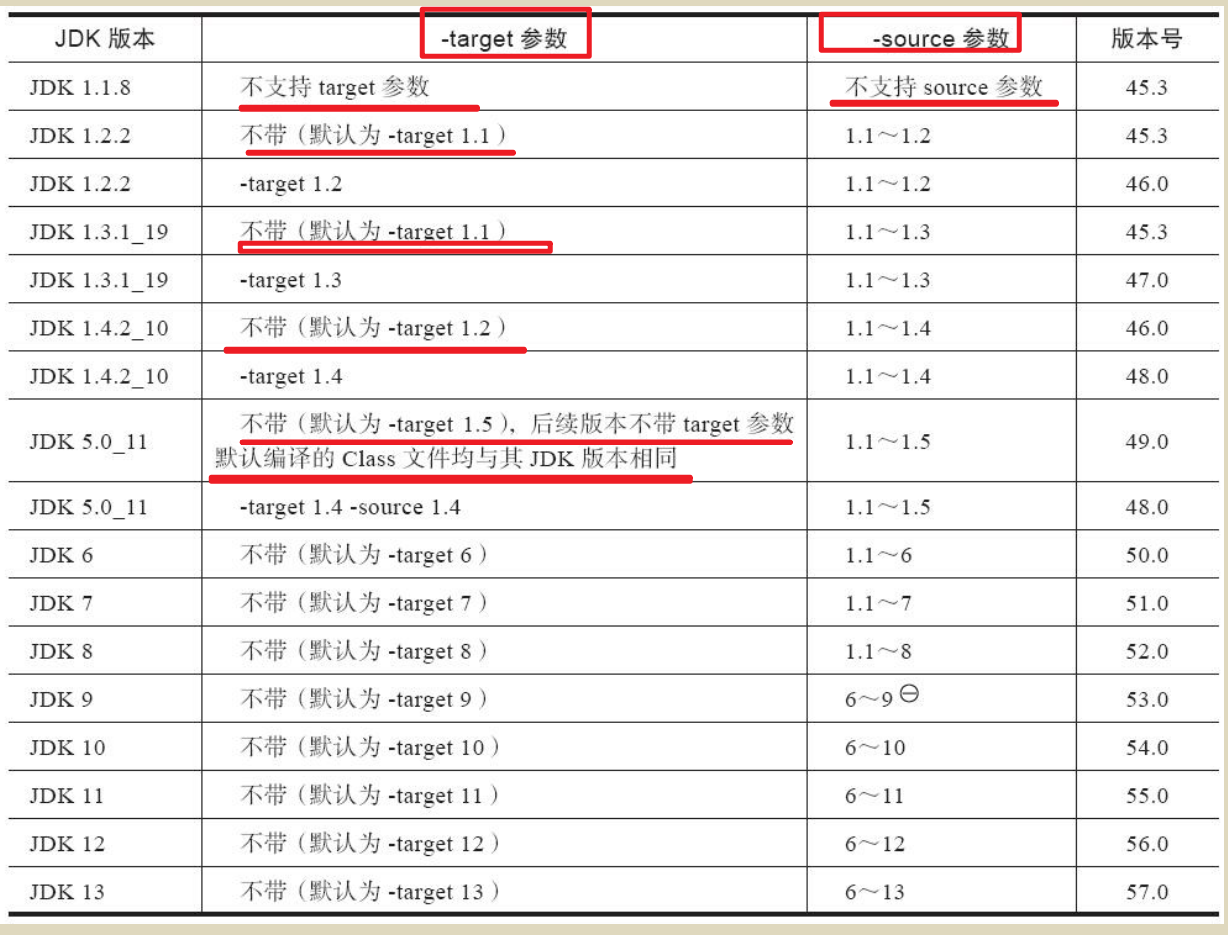 JDK 版本 -target 参数 -source 参数 版本号
JDK 1.1.8 不支持 target 参数 不支持 source 参数 45.3
JDK 1.2.2 不带（默认为 -target 1.1） 1.1～1.2 45.3
JDK 1.2.2 -target 1.2 1.1～1.2 46.0
JDK 1.3.1_19 不带（默认为 -target 1.1） 1.1～1.3 45.3
JDK 1.3.1_19 -target 1.3 1.1～1.3 47.0
JDK 1.4.2_10 不带（默认为 -target 1.2） 1.1～1.4 46.0
JDK 1.4.2_10 -target 1.4 1.1～1.4 48.0
JDK 5.0_11 不带（默认为 -target 1.5），后续版本不带 target 参数
默认编译的 Class 文件均与其 JDK 版本相同 1.1～1.5 49.0
JDK 5.0_11 -target 1.4 -source 1.4 1.1～1.5 48.0
JDK 6 不带（默认为 -target 6） 1.1～6 50.0
JDK 7 不带（默认为 -target 7） 1.1～7 51.0
JDK 8 不带（默认为 -target 8） 1.1～8 52.0
JDK 9 不带（默认为 -target 9） 6～9㊀ 53.0
JDK 10 不带（默认为 -target 10） 6～10 54.0
JDK 11 不带（默认为 -target 11） 6～11 55.0
JDK 12 不带（默认为 -target 12） 6～12 56.0
JDK 13 不带（默认为 -target 13） 6～13 57.0